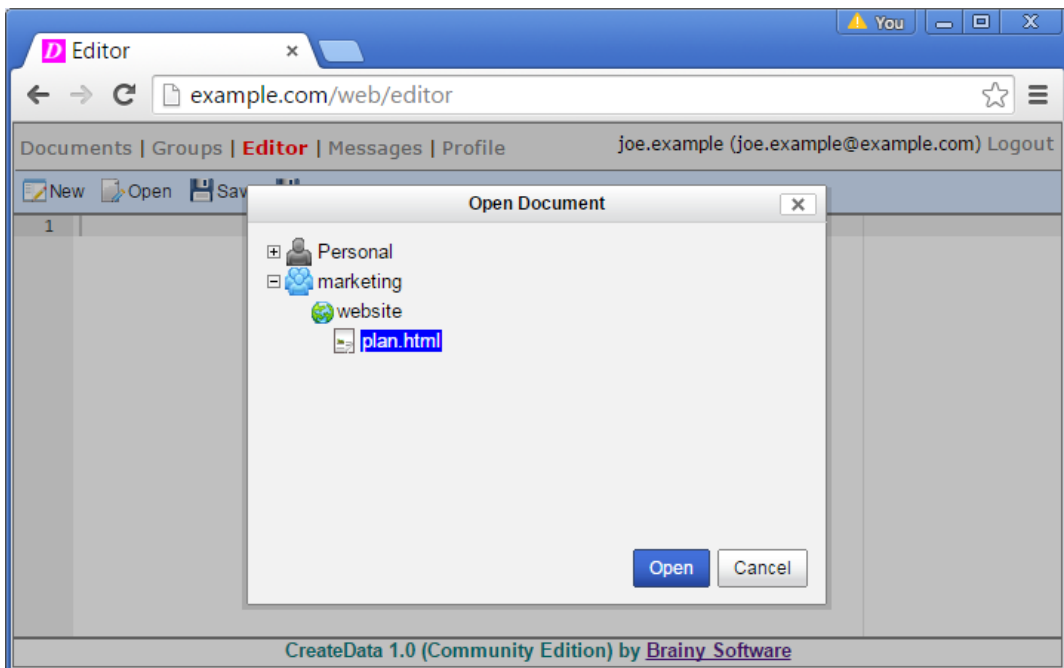 You
D Editor
example.com/web/editor
Documents | Groups | Editor | Messages | Profile joe.example (joe.example@example.com) Logout
New Open Sav
Open Document
1
Personal
marketing
website
plan.html
Open Cancel
CreateData 1.0 (Community Edition) by Brainy Software